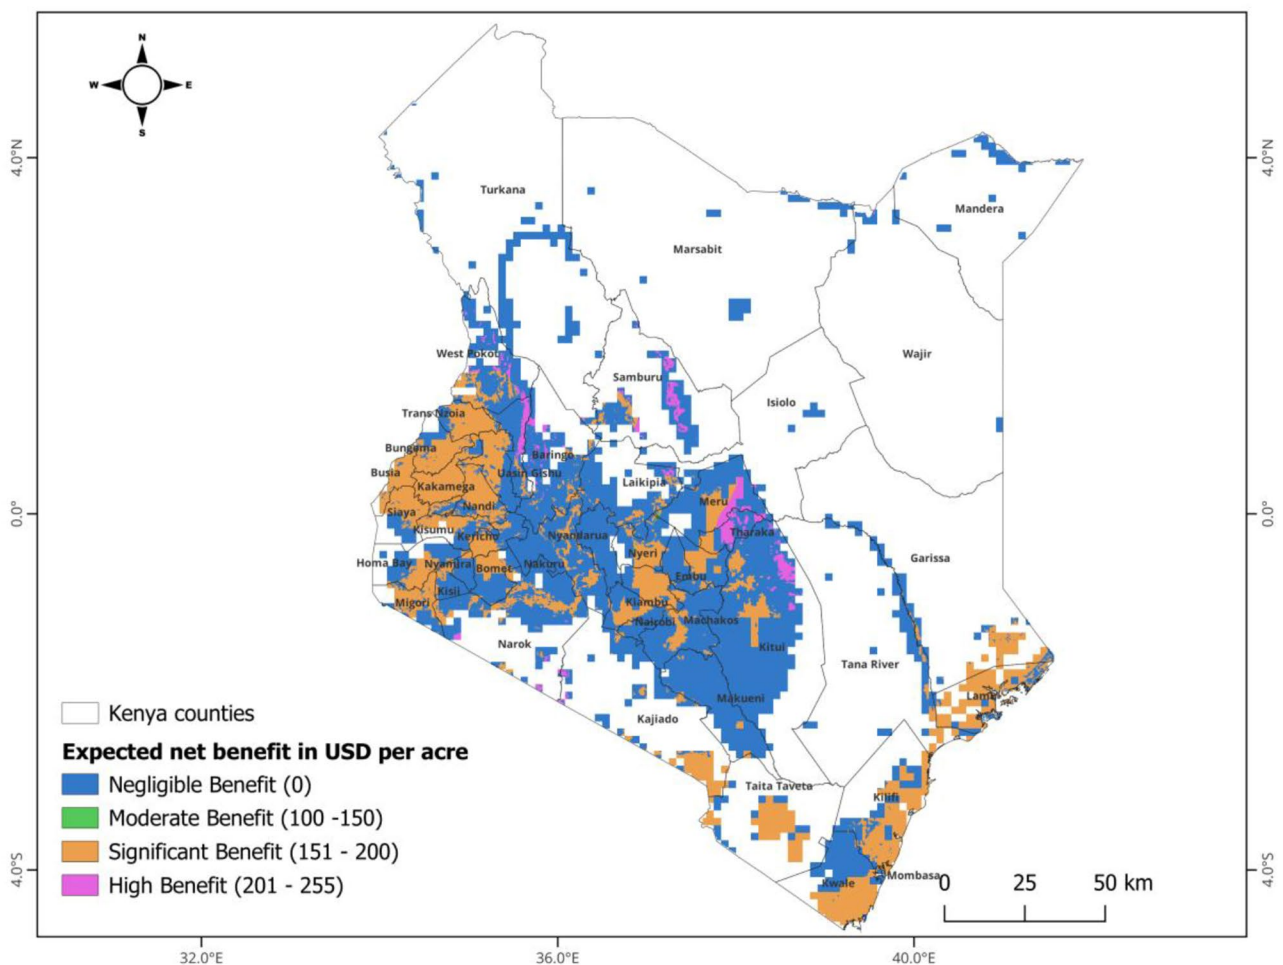 N
W E
S
4.0°N
4.0°N
Turkana
Mandera
Marsabit
West Pokot
Wajir
Samburu
Isiolo
Trans Nzoia
Bungoma
Baringo
Busia
Uasin Gishu
Kakamega
Laikipia
Meru
0.0°
0.0°
Siaya
Nandi
Kisumu
Kericho
Nyandarua
Tharaka
Homa Bay
Nyamira
Bomet
Nakuru
Nyeri
Embu
Garissa
Kisii
Migori
Kiambu
Nairobi
Machakos
Narok
Kitui
Tana River
Makueni
Lamu
Kajiado
Kenya counties
Expected net benefit in USD per acre
Negligible Benefit (0)
Moderate Benefit (100 -150)
Significant Benefit (151 - 200)
High Benefit (201 - 255)
Taita Taveta
Kilifi
4.0°S
4.0°S
Kwale
Mombasa
0 25 50 km
32.0°E 36.0°E 40.0°E